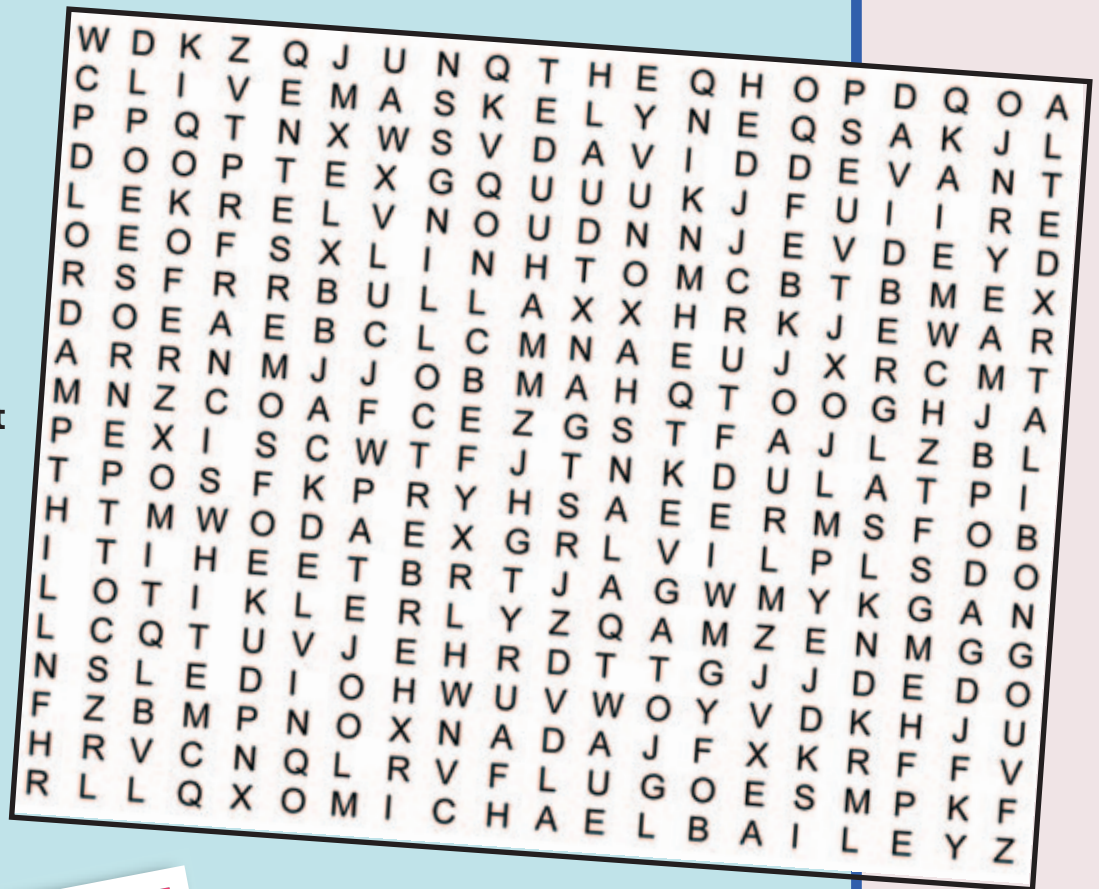 W D K Z Q J U N Q T H E Q H O P D Q O A
C L I V E M A S K E L Y N E Q S A K J L
P P Q T N X W S V D A V I D D E V A N T
D O O P T E X G Q U U U K J F U I I R E
L E K R E L V N O U D N N J E V D E Y D
O E O F S X L I N H T O M C B T B M E X
R S F R R B U L L A X X H R K J E W A R
D O E A E B C L C M N A E U J X R C M T
A R R N M J J O B M A H Q T O O G H J A
M N Z C O A F C E Z G S T F A J L Z B L
P E X I S C W T F J T N K D U L A T P I
T P O S F K P R Y H S A E E R M S F O B
H T M W O D A E X G R L V I L P L S D O
I T I H E E T B R T J A G W M Y K G A N
L O T I K L E R L Y Z Q A M Z E N M G G
L C Q T U V J E H R D T T G J J D E D O
N S L E D I O H W U V W O Y V D K H J U
F Z B M P N O X N A D A J F X K R F F V
H R V C N Q L R V F L U G O E S M P K F
R L L Q X O M I C H A E L B A I L E Y Z